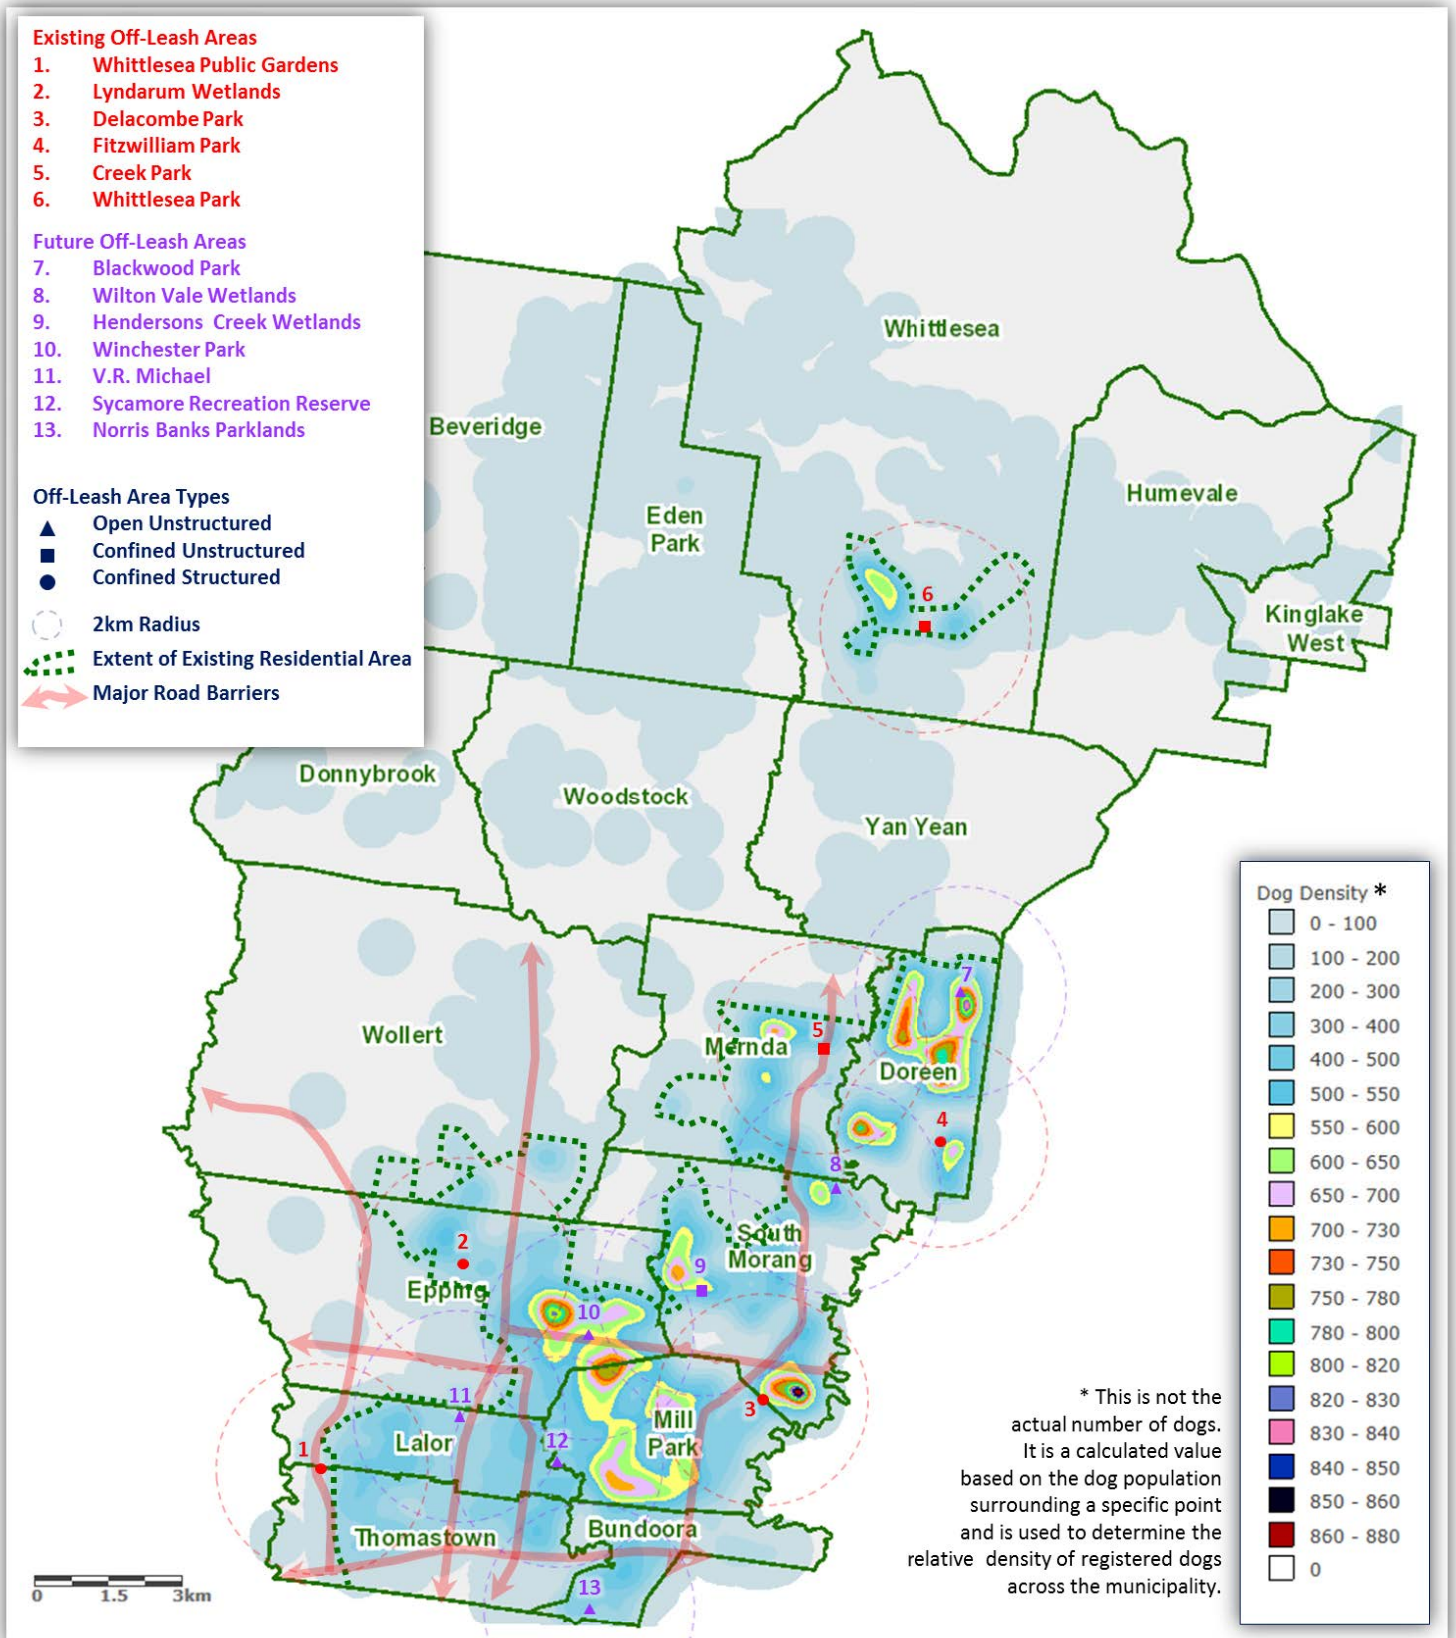 Existing Off-Leash Areas
1. Whittlesea Public Gardens
2. Lyndarum Wetlands
3. Delacombe Park
4. Fitzwilliam Park
5. Creek Park
6. Whittlesea Park
Future Off-Leash Areas
7. Blackwood Park
8. Wilton Vale Wetlands
9. Hendersons Creek Wetlands
10. Winchester Park
11. V.R. Michael
12. Sycamore Recreation Reserve
13. Norris Banks Parklands
Off-Leash Area Types
Open Unstructured
Confined Unstructured
Confined Structured
2km Radius
Extent of Existing Residential Area
Major Road Barriers
Whittlesea
Beveridge
Humevale
Eden
Park
6
Kinglake
West
Donnybrook
Woodstock
Yan Yean
7
Wollert
5
Mernda
Doreen
4
8
2
South
Morang
9
Epping
10
11
3
Mill
Park
12
Lalor
1
Bundoora
Thomastown
13
0 1.5 3km
Dog Density *
0 - 100
100 - 200
200 - 300
300 - 400
400 - 500
500 - 550
550 - 600
600 - 650
650 - 700
700 - 730
730 - 750
750 - 780
780 - 800
800 - 820
820 - 830
830 - 840
840 - 850
850 - 860
860 - 880
0
* This is not the
actual number of dogs.
It is a calculated value
based on the dog population
surrounding a specific point
and is used to determine the
relative density of registered dogs
across the municipality.